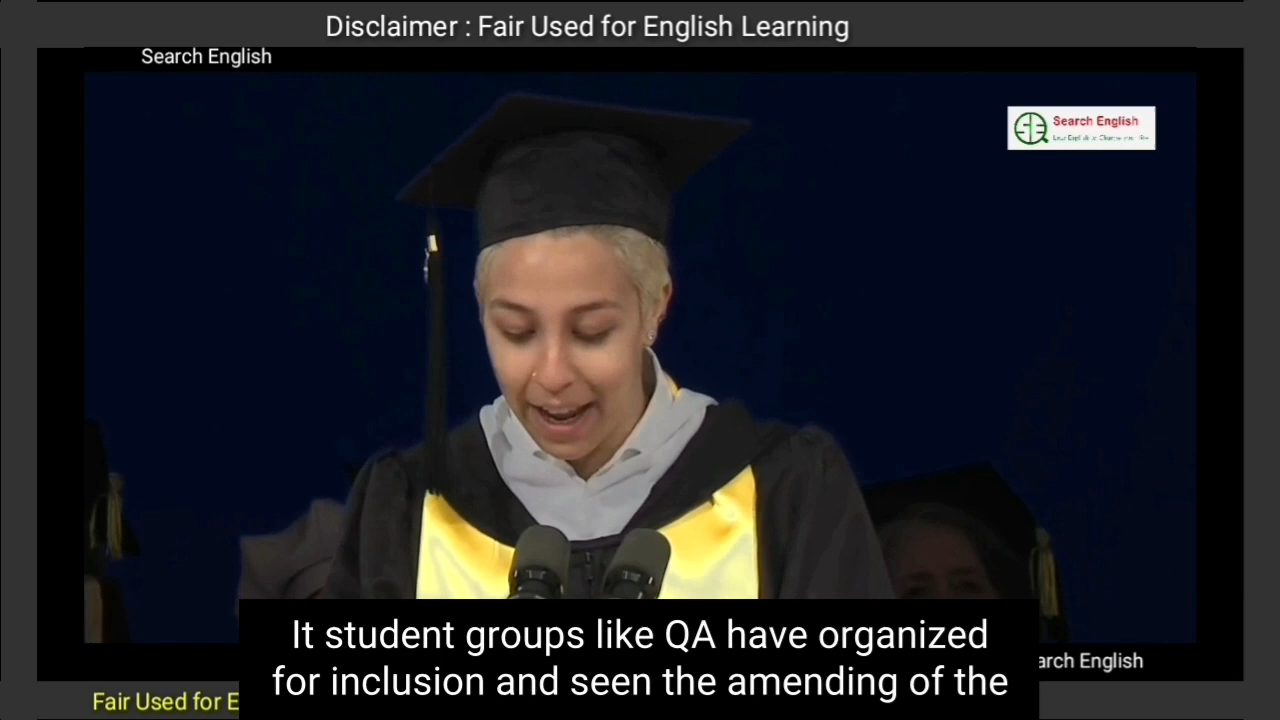 Disclaimer : Fair Used for English Learning
Search English
Search English
It student groups like QA have organized
for inclusion and seen the amending of the
arch English
Fair Used for E